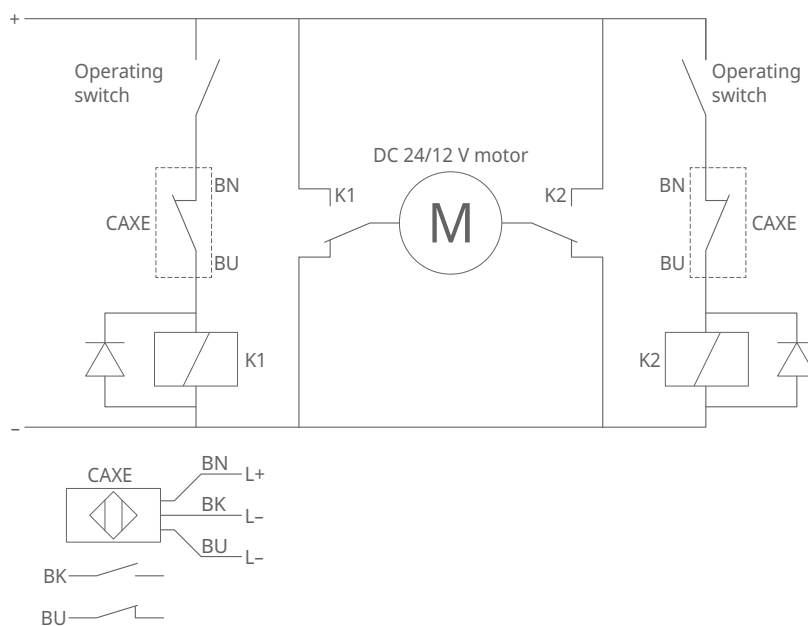 +
Operating
switch
Operating
switch
DC 24/12 V motor
BN
K1
K2
BN
CAXE
M
CAXE
BU
BU
K1
K2
–
CAXE
BN
L+
BK
L–
BU
L–
BK
BU